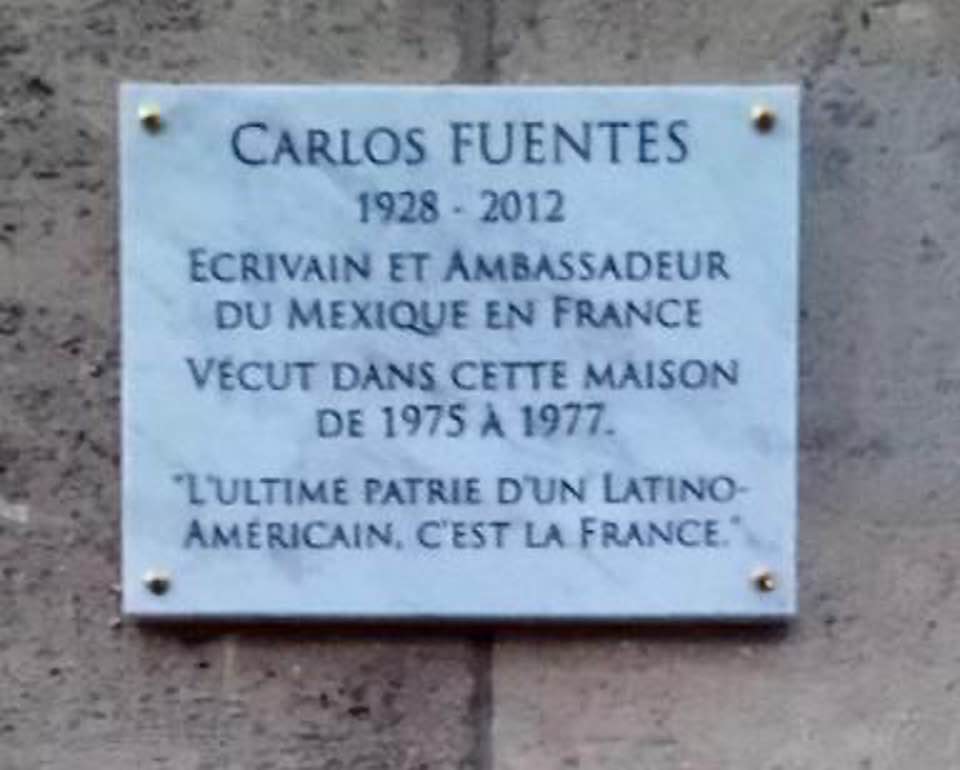 CARLOS FUENTES
1928 - 2012
ECRIVAIN ET AMBASSADEUR
DU MEXIQUE EN FRANCE
VÉCUT DANS CETTE MAISON
DE 1975 À 1977.
"L'ULTIME PATRIE D'UN LATINO-
AMÉRICAIN, C'EST LA FRANCE."